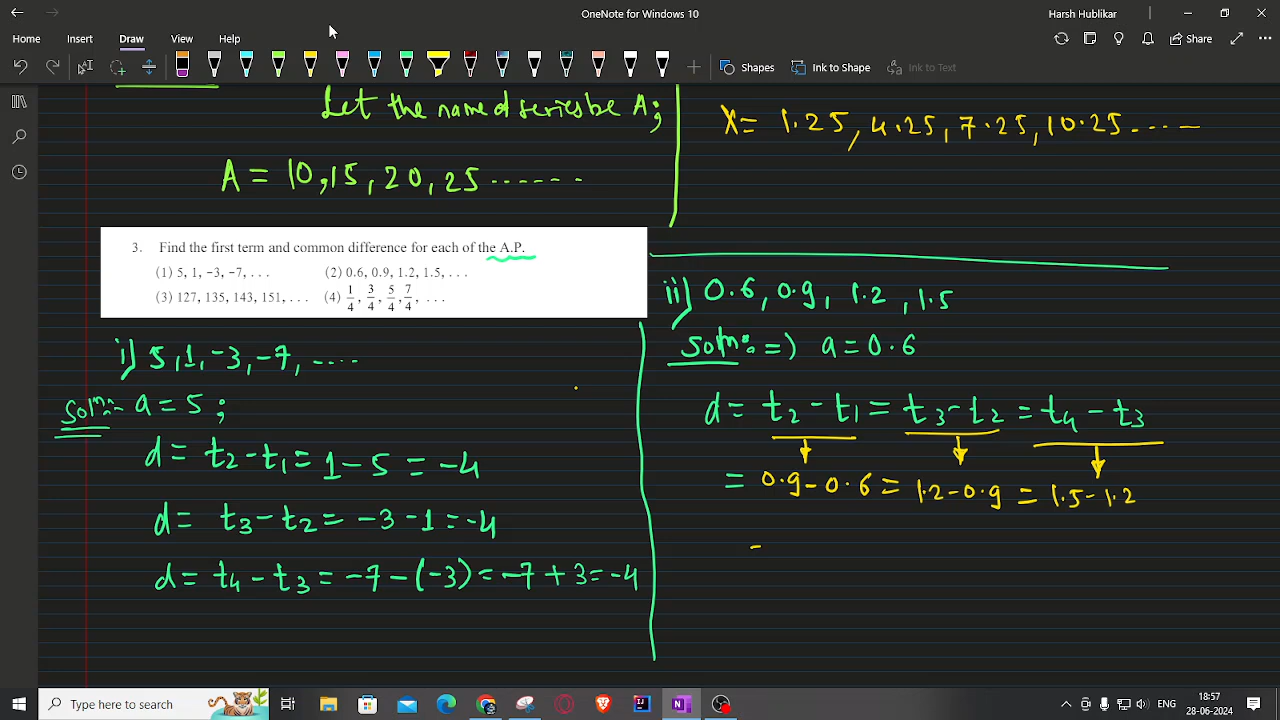 OneNote for Windows 10
Harsh Hublikar
Home Insert Draw View Help
Share
Shapes
Ink to Shape
Ink to Text
Let the name of series be A;
A = 10, 15, 20, 25 ......
X = 1.25, 4.25, 7.25, 10.25 .....
3. Find the first term and common difference for each of the A.P.
(1) 5, 1, -3, -7, . . . (2) 0.6, 0.9, 1.2, 1.5, . . .
(3) 127, 135, 143, 151, . . . (4) 1/4, 3/4, 5/4, 7/4, . . .
i) 5, 1, -3, -7, ....
Soln:- a = 5 ;
d = t2 - t1 = 1 - 5 = -4
d = t3 - t2 = -3 - 1 = -4
d = t4 - t3 = -7 - (-3) = -7 + 3 = -4
ii) 0.6, 0.9, 1.2, 1.5
Soln: =) a = 0.6
d = t2 - t1 = t3 - t2 = t4 - t3
= 0.9 - 0.6 = 1.2 - 0.9 = 1.5 - 1.2
Type here to search
18:57
28-06-2024